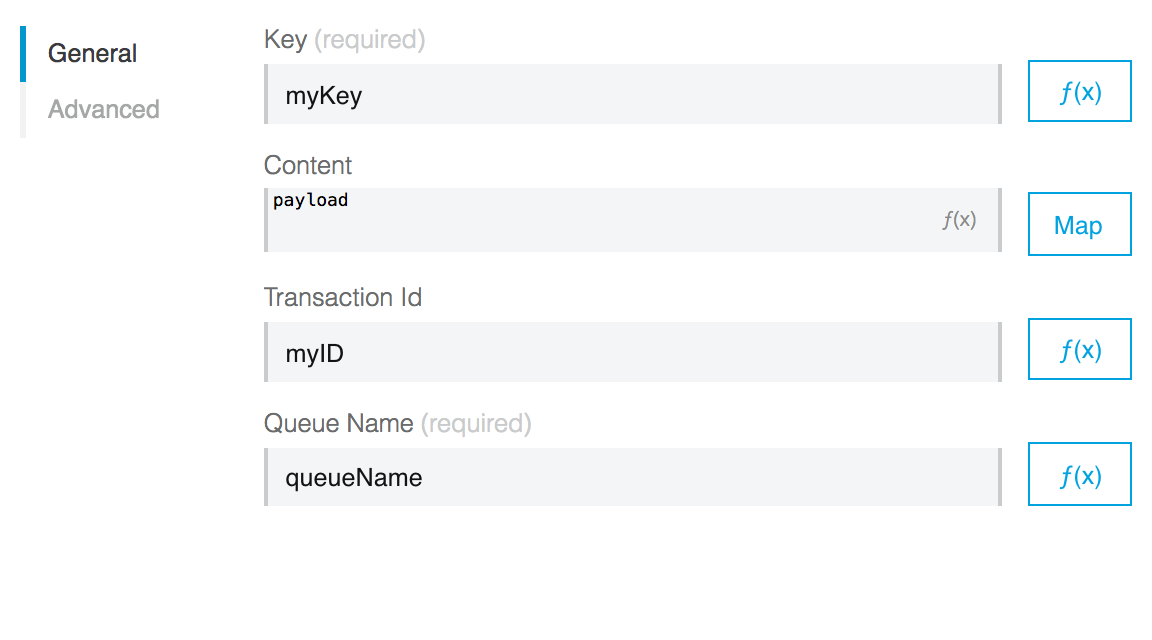 General
Advanced
Key (required)
myKey
ƒ(x)
Content
payload
ƒ(x)
Map
Transaction Id
myID
ƒ(x)
Queue Name (required)
queueName
ƒ(x)